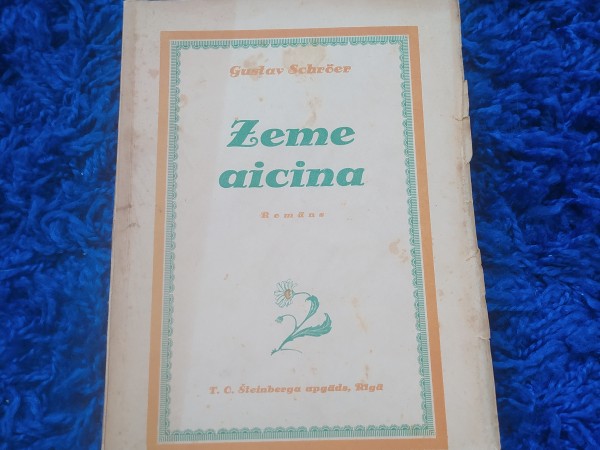 Gustav Schröer
Zeme
aicina
Romāns
T. O. Šteinberga apgāds, Rīgā